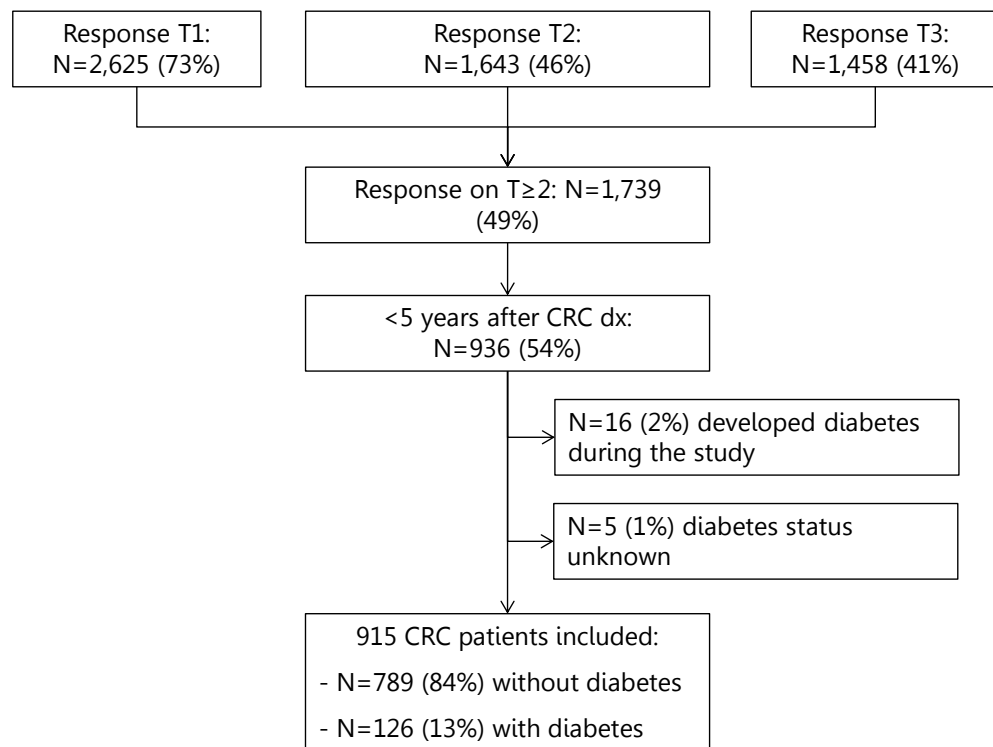 Response T1:
N=2,625 (73%)
Response T2:
N=1,643 (46%)
Response T3:
N=1,458 (41%)
Response on T≥2: N=1,739
(49%)
<5 years after CRC dx:
N=936 (54%)
N=16 (2%) developed diabetes
during the study
N=5 (1%) diabetes status
unknown
915 CRC patients included:
- N=789 (84%) without diabetes
- N=126 (13%) with diabetes